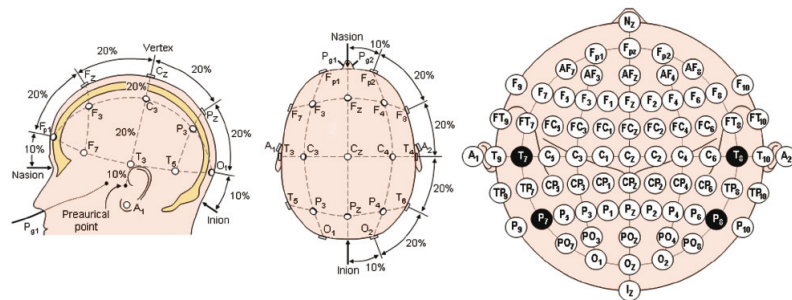 20%
Vertex
20%
Fz
Cz
20%
20%
20%
F3
C3
Pz
Fp1
20%
P3
20%
10%
F7
T3
T5
O1
Nasion
10%
10%
Preaurical
point
A1
Inion
Pg1
Nasion
10%
Pg1 Pg2
20%
Fp1 Fp2
F7 F3 Fz F4 F8
20%
A1 T3 C3 Cz C4 T4 A2
20%
T5 P3 Pz P4 T6
20%
O1 O2
Inion
10%
Nz
Fp1 Fpz Fp2
AF7 AF3 AFz AF4 AF8
F9 F7 F5 F3 F1 Fz F2 F4 F6 F8 F10
FT9 FT7 FC5 FC3 FC1 FCz FC2 FC4 FC6 FT8 FT10
A1 T9 T7 C5 C3 C1 Cz C2 C4 C6 T8 T10 A2
TP9 TP7 CP5 CP3 CP1 CPz CP2 CP4 CP6 TP8 TP10
P9 P7 P5 P3 P1 Pz P2 P4 P6 P8 P10
PO7 PO3 POz PO4 PO8
O1 Oz O2
Iz